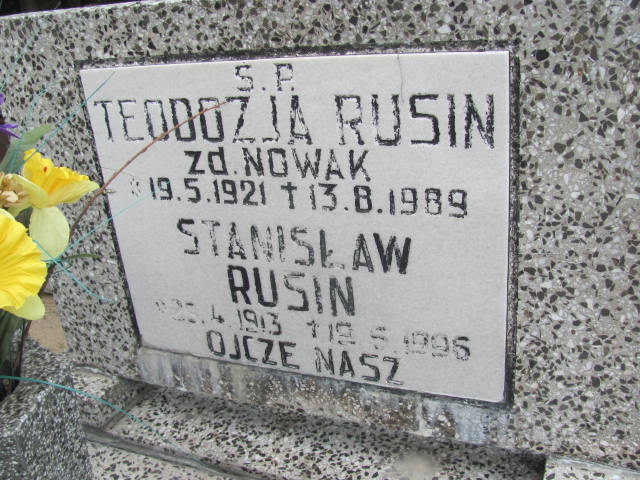 Ś.P.
TEODOZJA RUSIN
zd. NOWAK
*19.5.1921 †13.8.1989
STANISŁAW
RUSIN
*25.4.1913 †19.5.1996
OJCZE NASZ